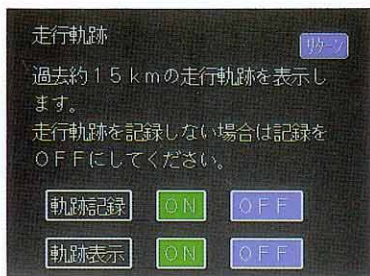 走行軌跡
リターン
過去約15kmの走行軌跡を表示し
ます。
走行軌跡を記録しない場合は記録を
OFFにしてください。
軌跡記録 ON OFF
軌跡表示 ON OFF